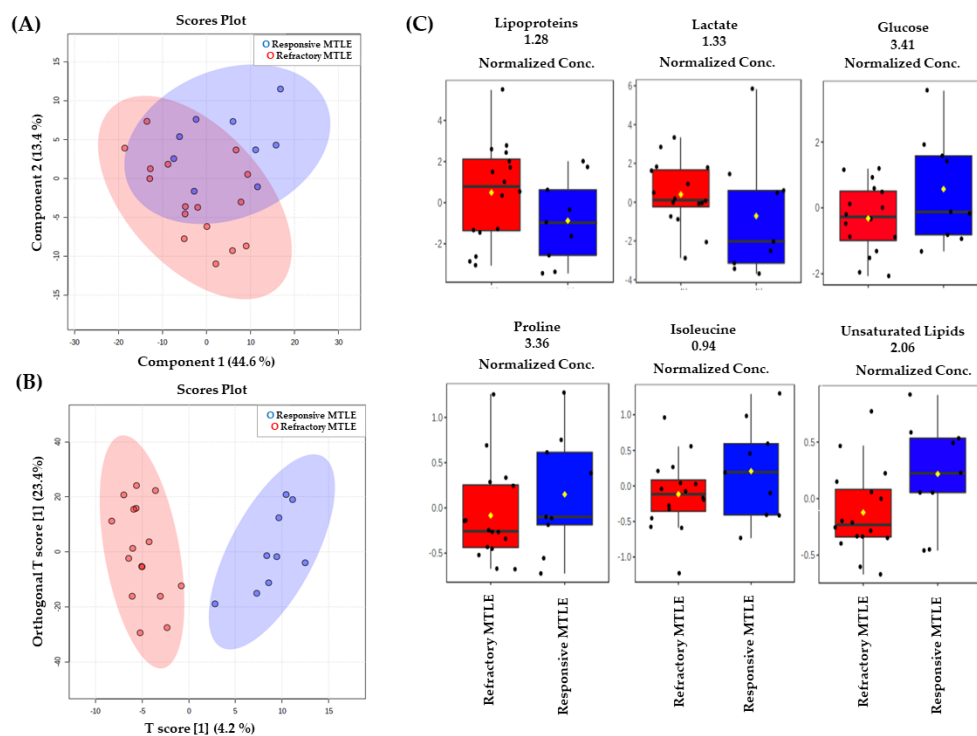 (A)
Scores Plot
Responsive MTLE
Refractory MTLE
15
10
5
0
-5
-10
-15
Component 2 (13.4 %)
-30
-20
-10
0
10
20
30
Component 1 (44.6 %)
(B)
Scores Plot
Responsive MTLE
Refractory MTLE
40
20
0
-20
-40
Orthogonal T score [1] (23.4%)
-10
-5
0
5
10
15
T score [1] (4.2 %)
(C)
Lipoproteins
1.28
Normalized Conc.
4
2
0
-2
Lactate
1.33
Normalized Conc.
6
4
2
0
-2
-4
Glucose
3.41
Normalized Conc.
2
0
-2
Proline
3.36
Normalized Conc.
1.0
0.5
0.0
-0.5
Refractory MTLE
Responsive MTLE
Isoleucine
0.94
Normalized Conc.
1.0
0.5
0.0
-0.5
-1.0
Refractory MTLE
Responsive MTLE
Unsaturated Lipids
2.06
Normalized Conc.
0.5
0.0
-0.5
Refractory MTLE
Responsive MTLE